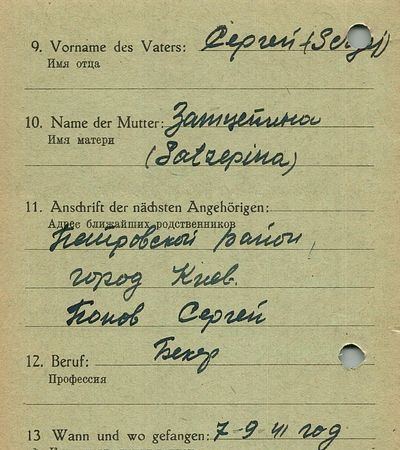 9. Vorname des Vaters: Сергей (Sergej)
Имя отца
10. Name der Mutter: Затцепина
Имя матери
(Satzepina)
11. Anschrift der nächsten Angehörigen:
Адрес ближайших родственников
Петровской район,
город Киев.
Попов Сергей
12. Beruf: Бекер
Профессия
13 Wann und wo gefangen: 7-9 41 год